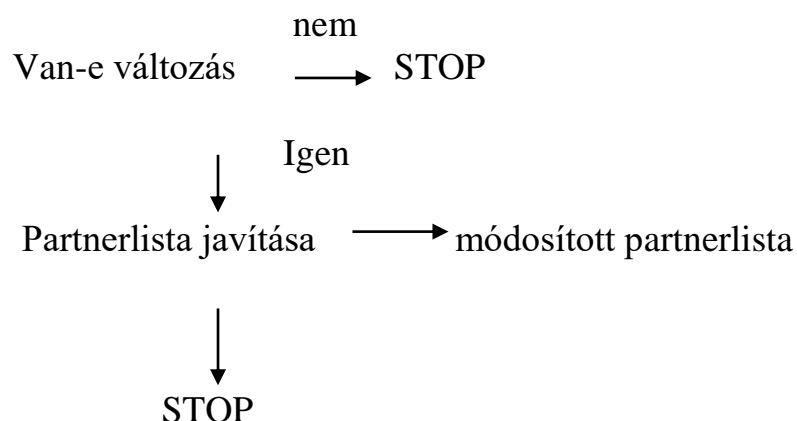 nem
Van-e változás STOP
Igen
Partnerlista javítása módosított partnerlista
STOP